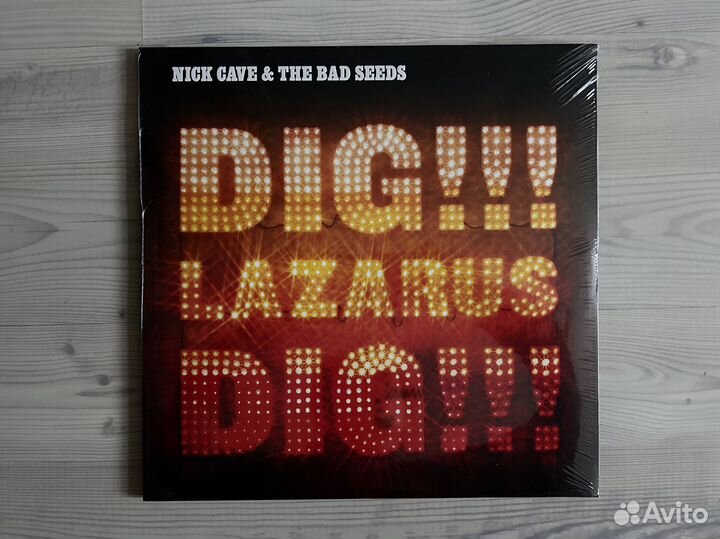 NICK CAVE & THE BAD SEEDS
DIG!!!
LAZARUS
DIG!!!
Avito